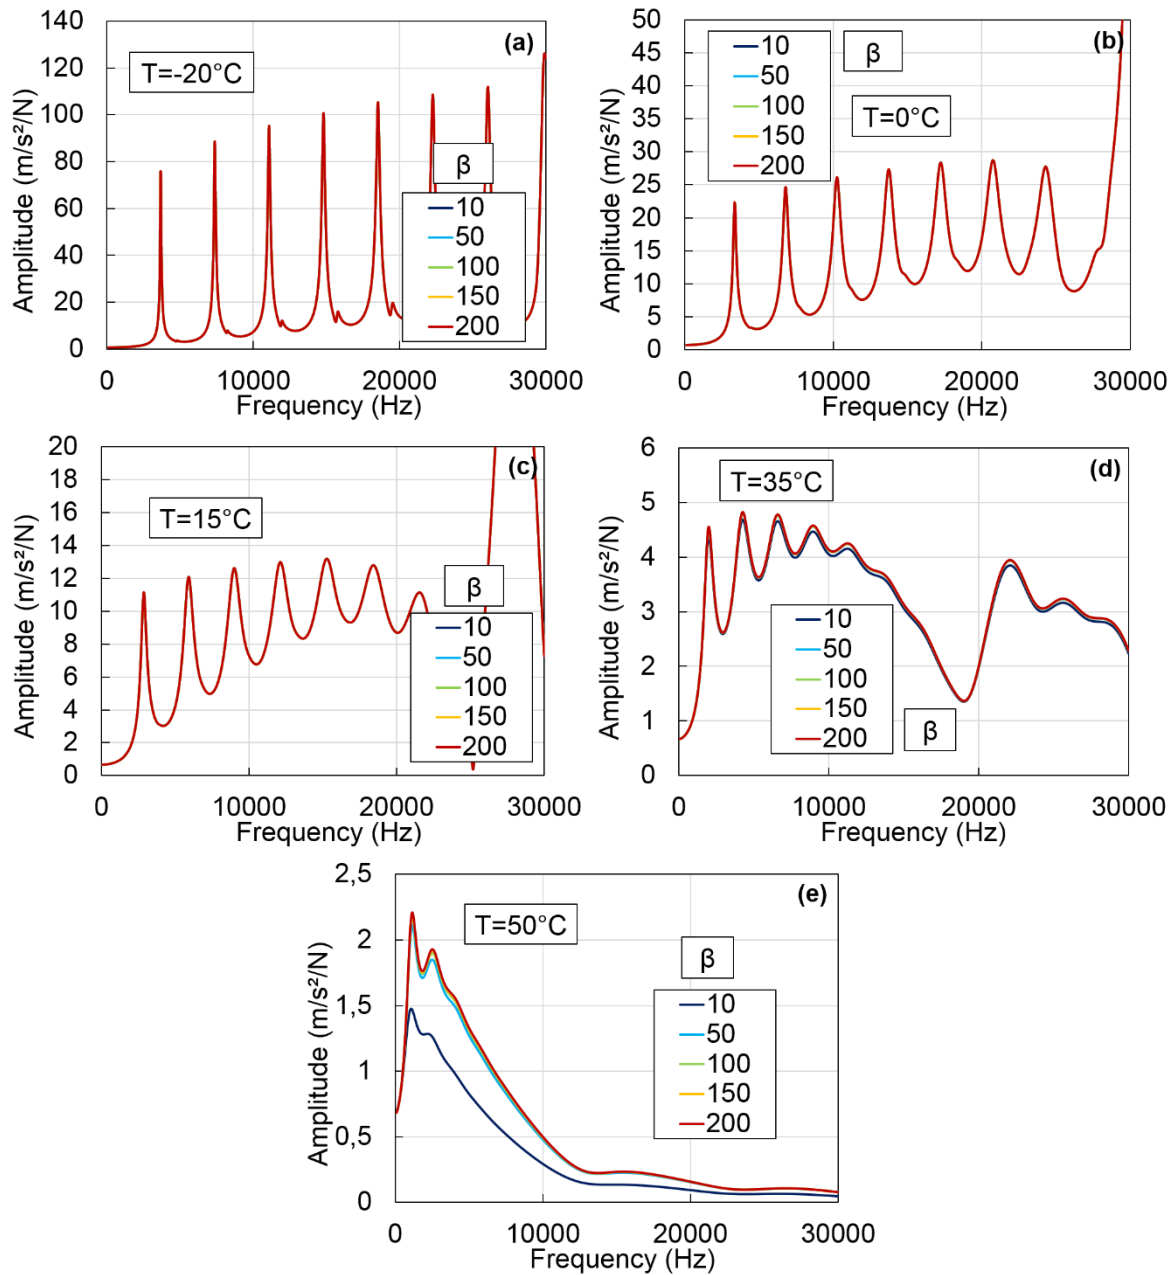 (a)
T=-20°C
Amplitude (m/s²/N)
140
120
100
80
60
40
20
0
β
10
50
100
150
200
0 10000 20000 30000
Frequency (Hz)
(b)
T=0°C
Amplitude (m/s²/N)
50
45
40
35
30
25
20
15
10
5
0
β
10
50
100
150
200
0 10000 20000 30000
Frequency (Hz)
(c)
T=15°C
Amplitude (m/s²/N)
20
18
16
14
12
10
8
6
4
2
0
β
10
50
100
150
200
0 10000 20000 30000
Frequency (Hz)
(d)
T=35°C
Amplitude (m/s²/N)
6
5
4
3
2
1
0
10
50
100
150
200
β
0 10000 20000 30000
Frequency (Hz)
(e)
T=50°C
Amplitude (m/s²/N)
2,5
2
1,5
1
0,5
0
β
10
50
100
150
200
0 10000 20000 30000
Frequency (Hz)